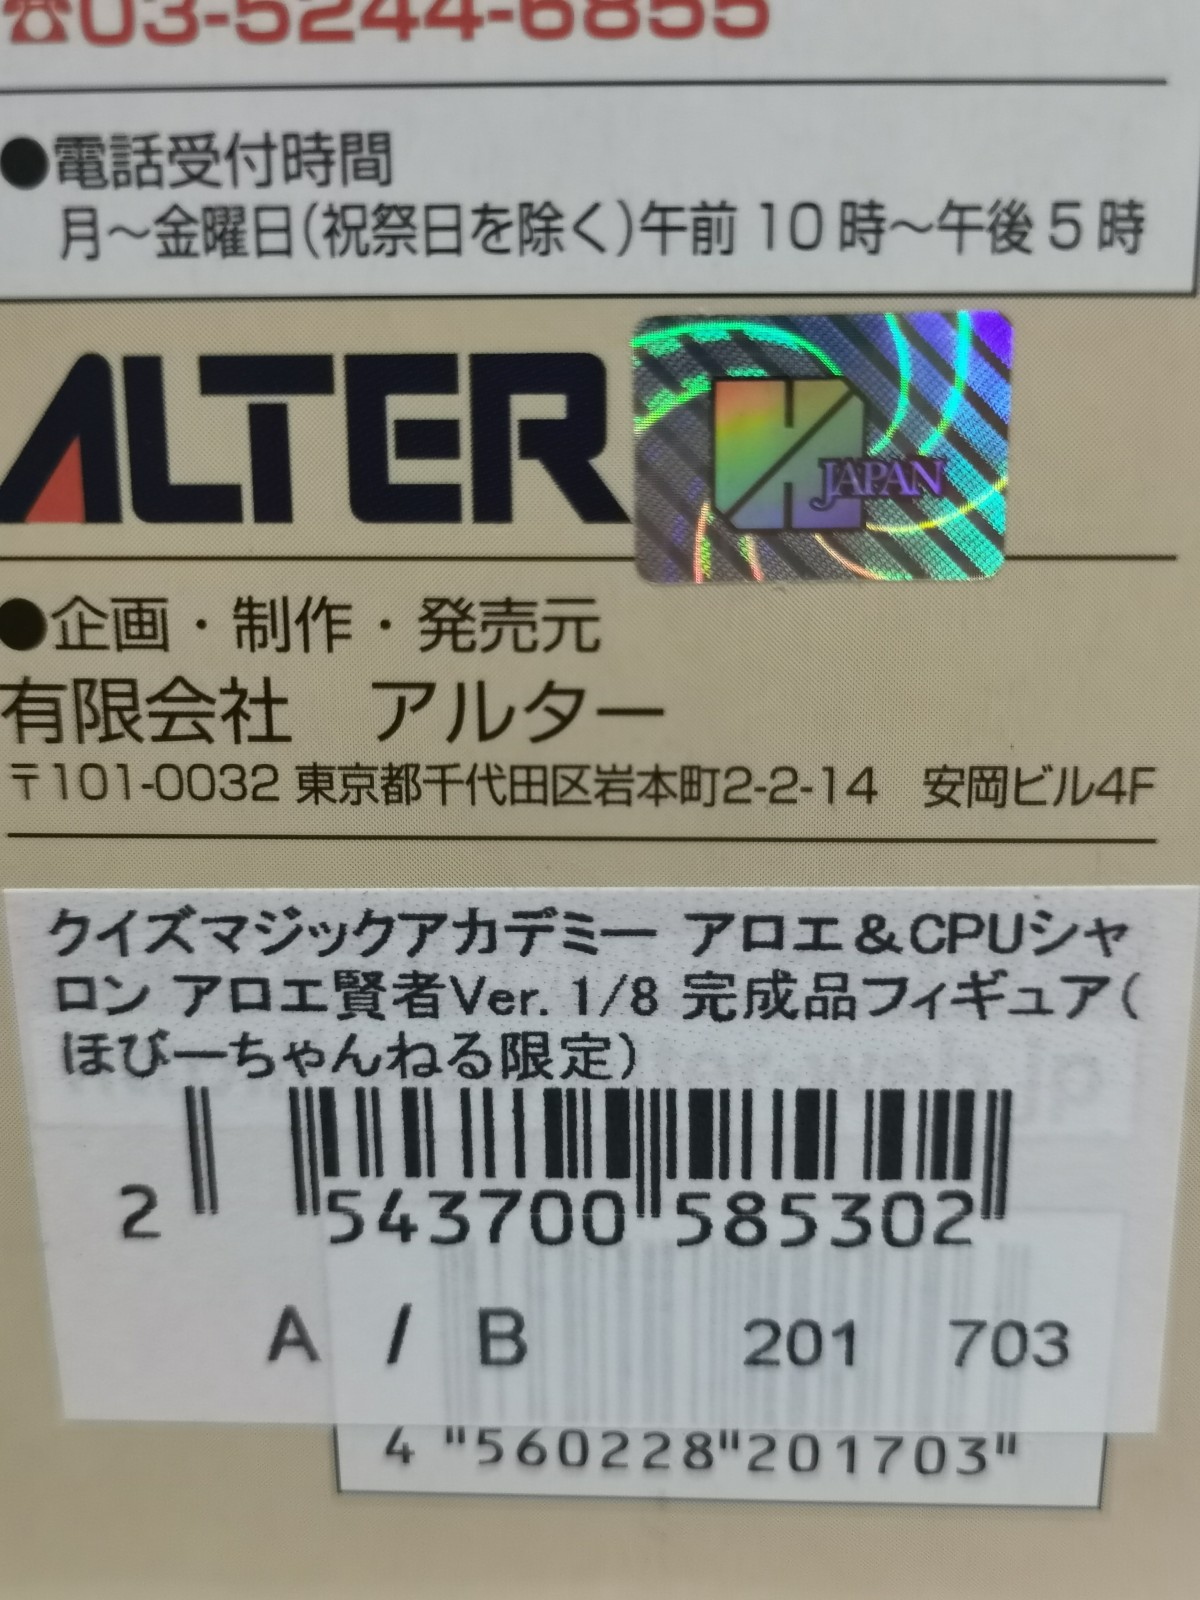 ☎03-5244-6855
●電話受付時間
月～金曜日(祝祭日を除く)午前10時～午後5時
ALTER
JAPAN
●企画・制作・発売元
有限会社 アルター
〒101-0032 東京都千代田区岩本町2-2-14 安岡ビル4F
クイズマジックアカデミー アロエ&CPUシャ
ロン アロエ賢者Ver. 1/8 完成品フィギュア(
ほびーちゃんねる限定)
2 543700 585302
A / B 201 703
4 "560228"201703"